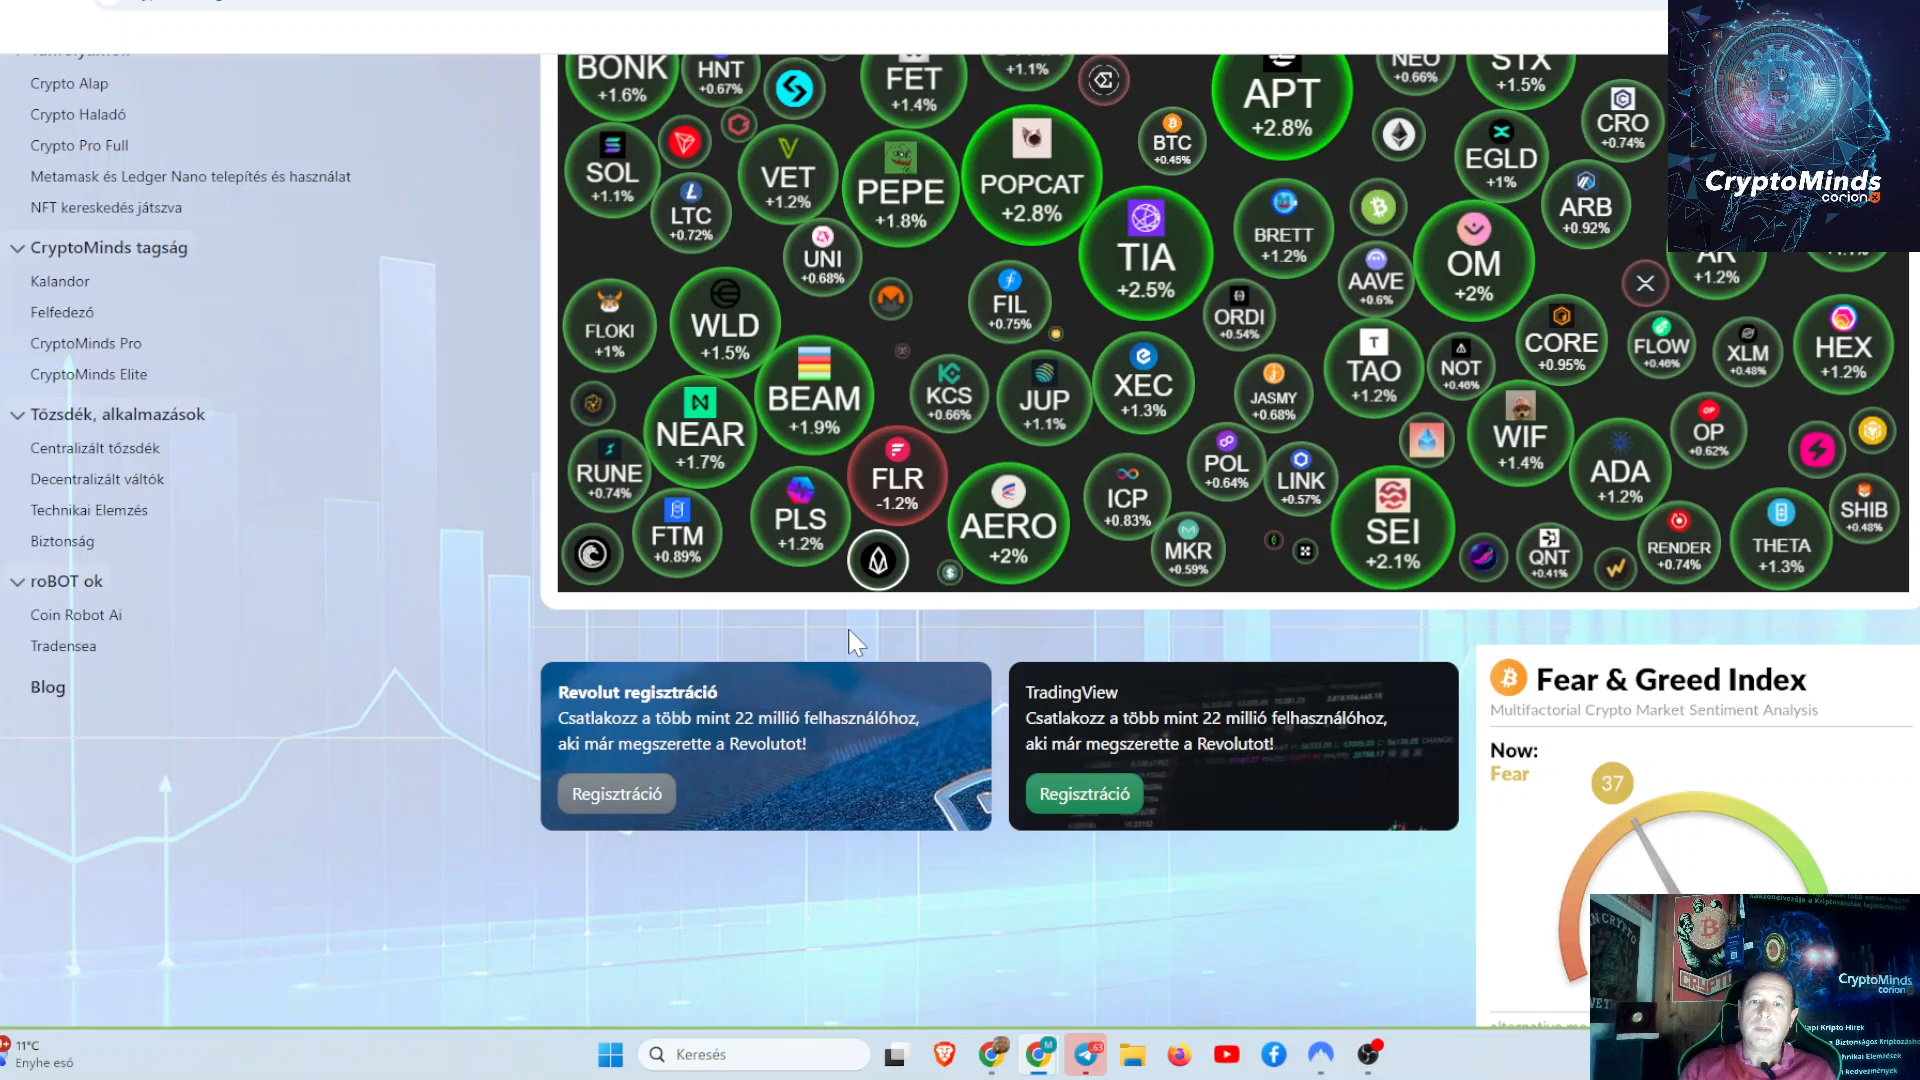 Crypto Alap
Crypto Haladó
Crypto Pro Full
Metamask és Ledger Nano telepítés és használat
NFT kereskedés játszva
CryptoMinds tagság
Kalandor
Felfedező
CryptoMinds Pro
CryptoMinds Elite
Tőzsdék, alkalmazások
Centralizált tőzsdék
Decentralizált váltók
Technikai Elemzés
Biztonság
roBOT ok
Coin Robot Ai
Tradensea
Blog
BONK
+1.6%
HNT
+0.67%
FET
+1.4%
+1.1%
APT
+2.8%
NEO
+0.66%
STX
+1.5%
CRO
+0.74%
SOL
+1.1%
LTC
+0.72%
VET
+1.2%
PEPE
+1.8%
POPCAT
+2.8%
BTC
+0.45%
EGLD
+1%
ARB
+0.92%
UNI
+0.68%
TIA
+2.5%
BRETT
+1.2%
AAVE
+0.6%
OM
+2%
AR
+1.2%
FLOKI
+1%
WLD
+1.5%
FIL
+0.75%
ORDI
+0.54%
CORE
+0.95%
FLOW
+0.46%
XLM
+0.48%
HEX
+1.2%
NEAR
+1.7%
BEAM
+1.9%
KCS
+0.66%
JUP
+1.1%
XEC
+1.3%
JASMY
+0.68%
TAO
+1.2%
NOT
+0.46%
WIF
+1.4%
ADA
+1.2%
OP
+0.62%
RUNE
+0.74%
FTM
+0.89%
PLS
+1.2%
FLR
-1.2%
AERO
+2%
ICP
+0.83%
POL
+0.64%
LINK
+0.57%
MKR
+0.59%
SEI
+2.1%
QNT
+0.41%
RENDER
+0.74%
THETA
+1.3%
SHIB
+0.48%
CryptoMinds
corion
Revolut regisztráció
Csatlakozz a több mint 22 millió felhasználóhoz,
aki már megszerette a Revolutot!
Regisztráció
TradingView
Csatlakozz a több mint 22 millió felhasználóhoz,
aki már megszerette a Revolutot!
Regisztráció
Fear & Greed Index
Multifactorial Crypto Market Sentiment Analysis
Now:
Fear
37
CryptoMinds
corion
11°C
Enyhe eső
Keresés
63